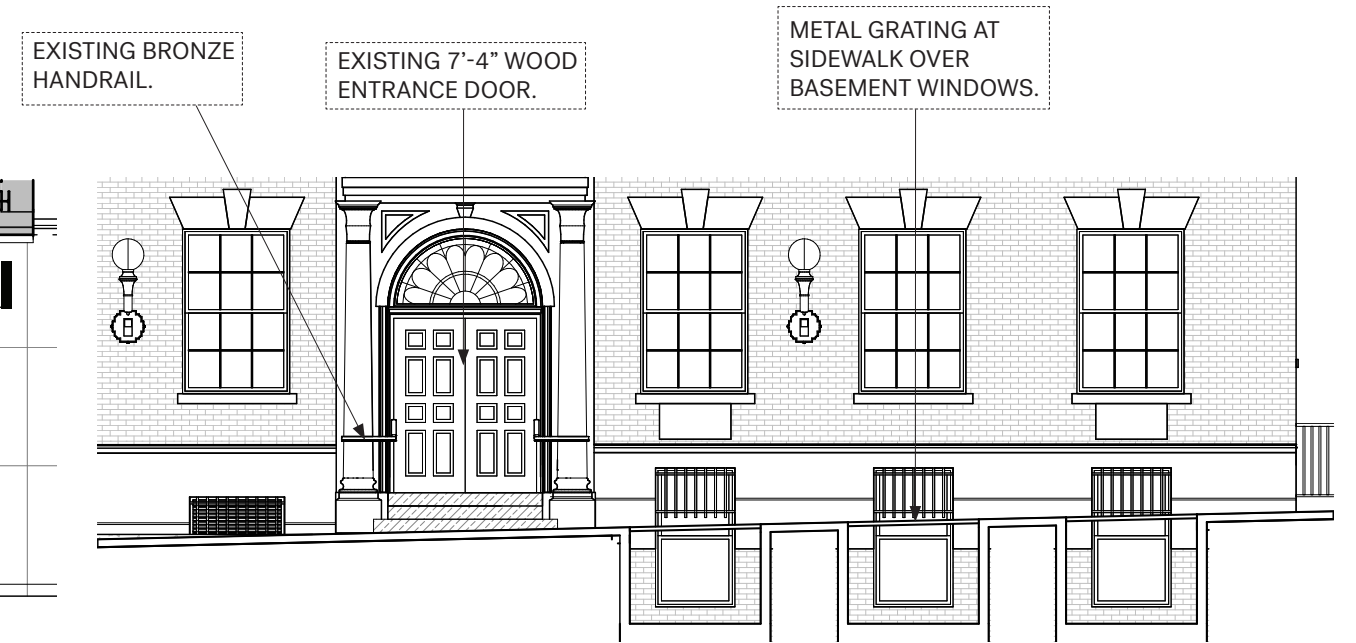 EXISTING BRONZE
HANDRAIL.
EXISTING 7’-4” WOOD
ENTRANCE DOOR.
METAL GRATING AT
SIDEWALK OVER
BASEMENT WINDOWS.
H